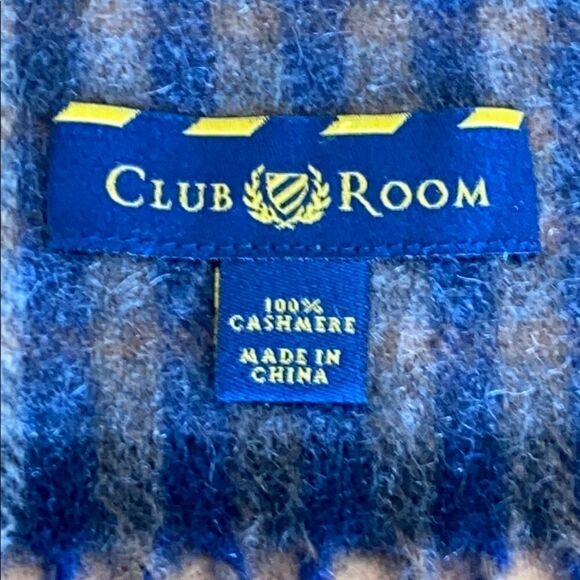 CLUB ROOM
100%
CASHMERE
MADE IN
CHINA